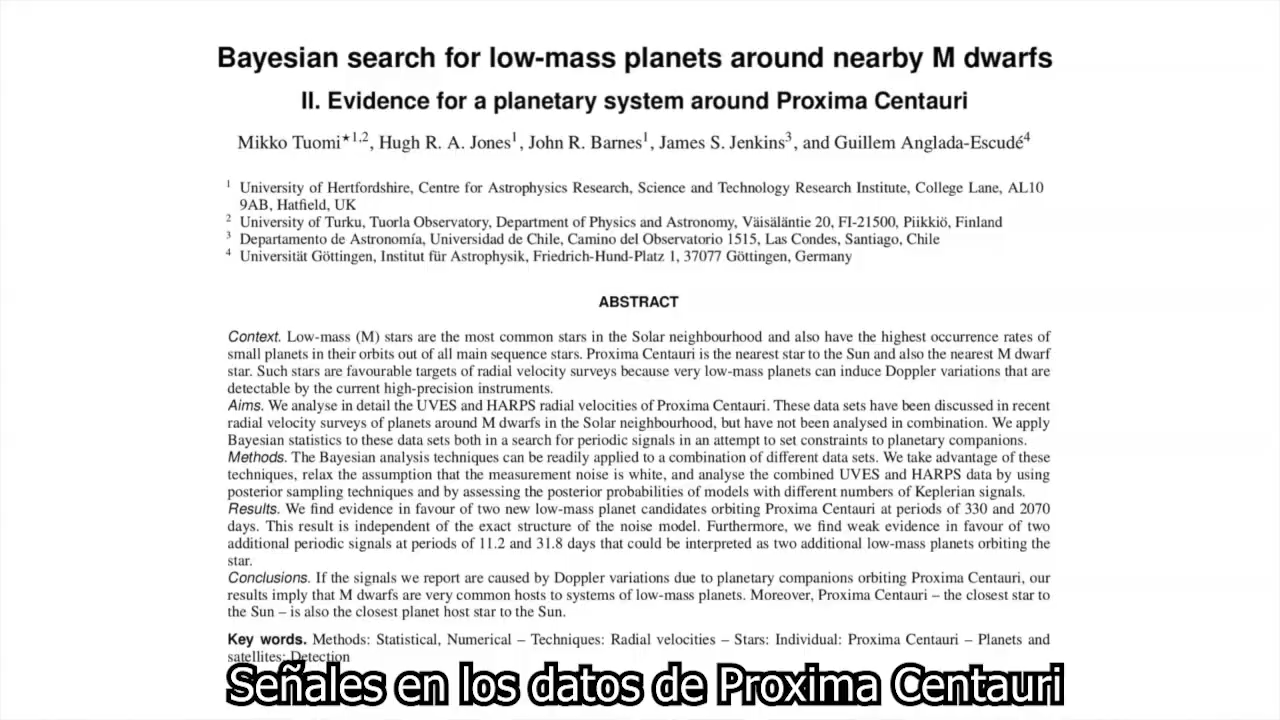 Bayesian search for low-mass planets around nearby M dwarfs
II. Evidence for a planetary system around Proxima Centauri
Mikko Tuomi⋆1,2, Hugh R. A. Jones1, John R. Barnes1, James S. Jenkins3, and Guillem Anglada-Escudé4
1 University of Hertfordshire, Centre for Astrophysics Research, Science and Technology Research Institute, College Lane, AL10
9AB, Hatfield, UK
2 University of Turku, Tuorla Observatory, Department of Physics and Astronomy, Väisäläntie 20, FI-21500, Piikkiö, Finland
3 Departamento de Astronomía, Universidad de Chile, Camino del Observatorio 1515, Las Condes, Santiago, Chile
4 Universität Göttingen, Institut für Astrophysik, Friedrich-Hund-Platz 1, 37077 Göttingen, Germany
ABSTRACT
Context. Low-mass (M) stars are the most common stars in the Solar neighbourhood and also have the highest occurrence rates of
small planets in their orbits out of all main sequence stars. Proxima Centauri is the nearest star to the Sun and also the nearest M dwarf
star. Such stars are favourable targets of radial velocity surveys because very low-mass planets can induce Doppler variations that are
detectable by the current high-precision instruments.
Aims. We analyse in detail the UVES and HARPS radial velocities of Proxima Centauri. These data sets have been discussed in recent
radial velocity surveys of planets around M dwarfs in the Solar neighbourhood, but have not been analysed in combination. We apply
Bayesian statistics to these data sets both in a search for periodic signals in an attempt to set constraints to planetary companions.
Methods. The Bayesian analysis techniques can be readily applied to a combination of different data sets. We take advantage of these
techniques, relax the assumption that the measurement noise is white, and analyse the combined UVES and HARPS data by using
posterior sampling techniques and by assessing the posterior probabilities of models with different numbers of Keplerian signals.
Results. We find evidence in favour of two new low-mass planet candidates orbiting Proxima Centauri at periods of 330 and 2070
days. This result is independent of the exact structure of the noise model. Furthermore, we find weak evidence in favour of two
additional periodic signals at periods of 11.2 and 31.8 days that could be interpreted as two additional low-mass planets orbiting the
star.
Conclusions. If the signals we report are caused by Doppler variations due to planetary companions orbiting Proxima Centauri, our
results imply that M dwarfs are very common hosts to systems of low-mass planets. Moreover, Proxima Centauri – the closest star to
the Sun – is also the closest planet host star to the Sun.
Key words. Methods: Statistical, Numerical – Techniques: Radial velocities – Stars: Individual: Proxima Centauri – Planets and
satellites: Detection
Señales en los datos de Proxima Centauri